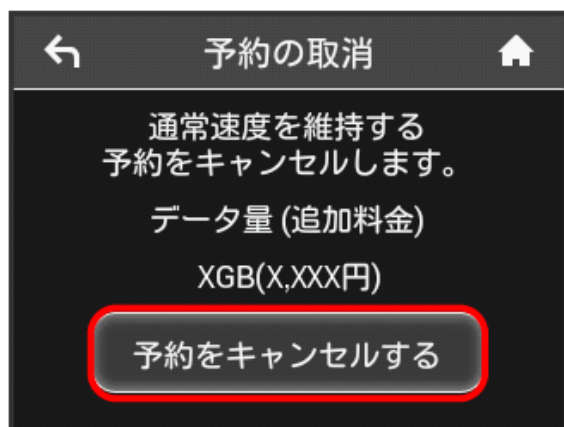 予約の取消
通常速度を維持する
予約をキャンセルします。
データ量 (追加料金)
XGB(X,XXX円)
予約をキャンセルする